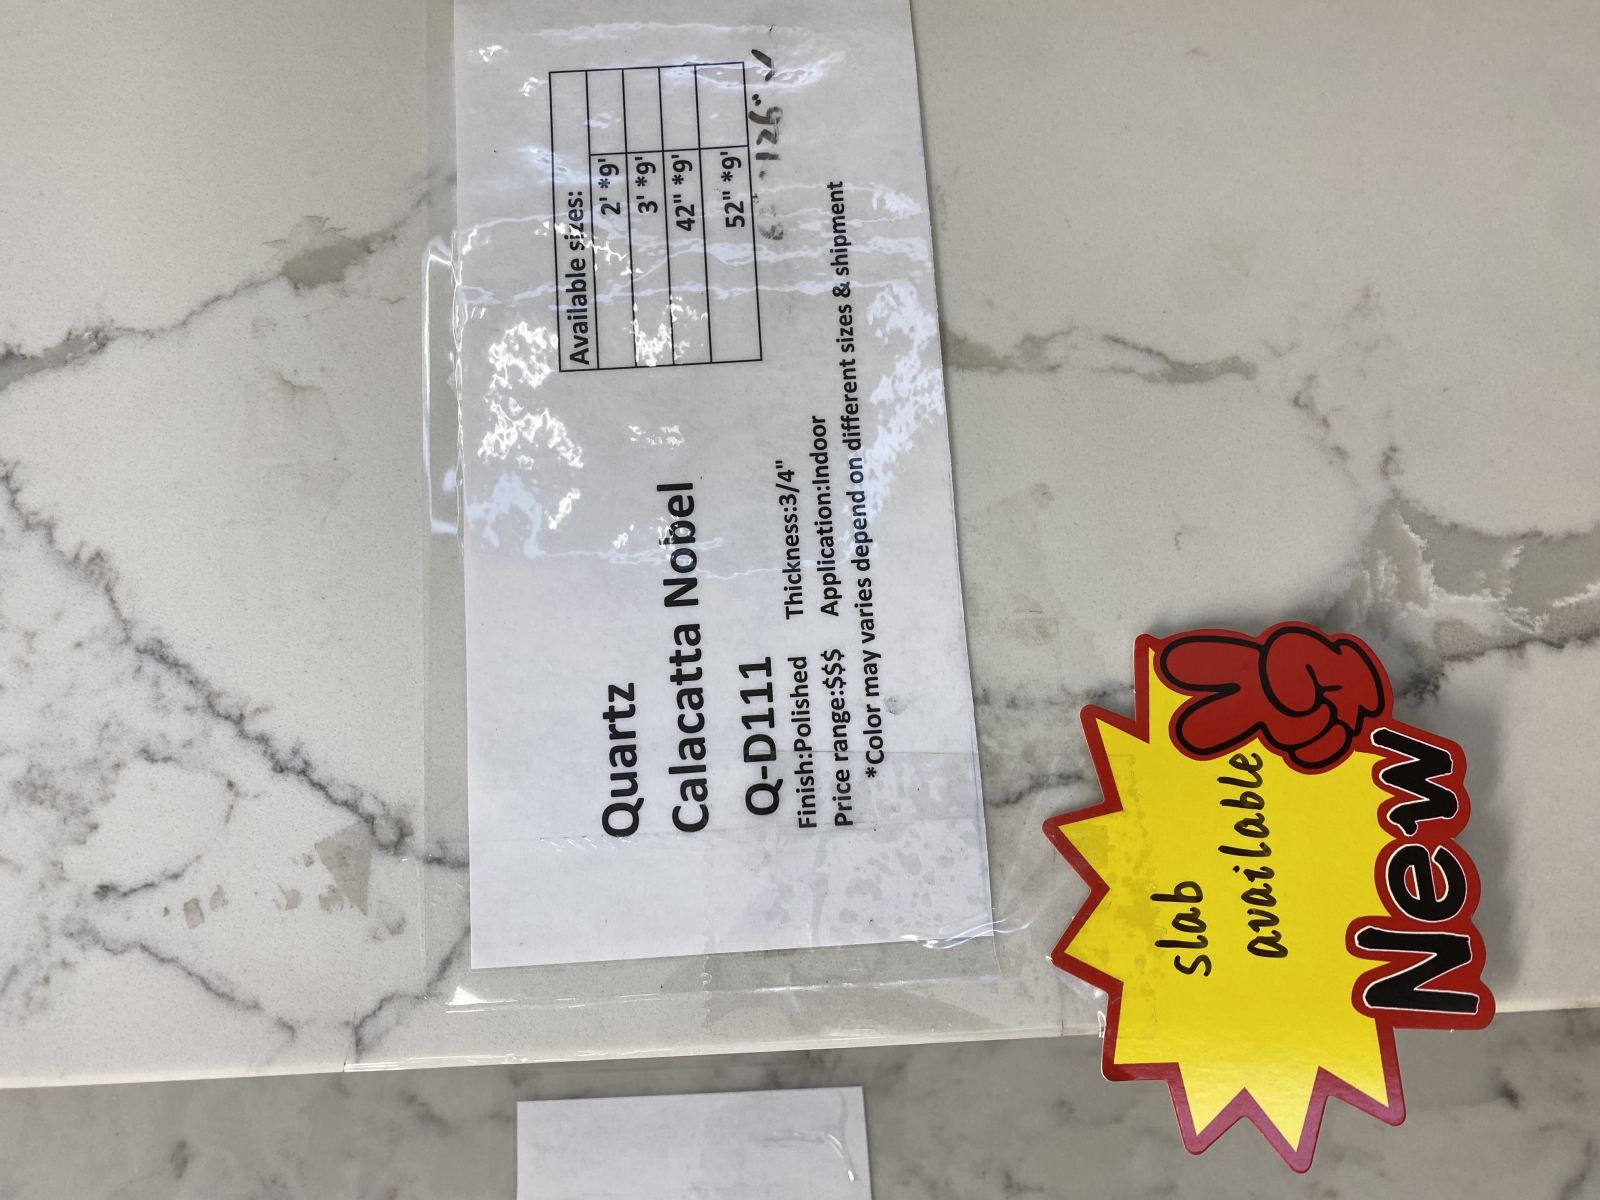 Quartz
Calacatta Nobel
Q-D111
Finish:Polished Thickness:3/4"
Price range:$$$ Application:Indoor
*Color may varies depend on different sizes & shipment
Available sizes:
2' *9'
3' *9'
42" *9'
52" *9'
126" ✓
slab
available
New